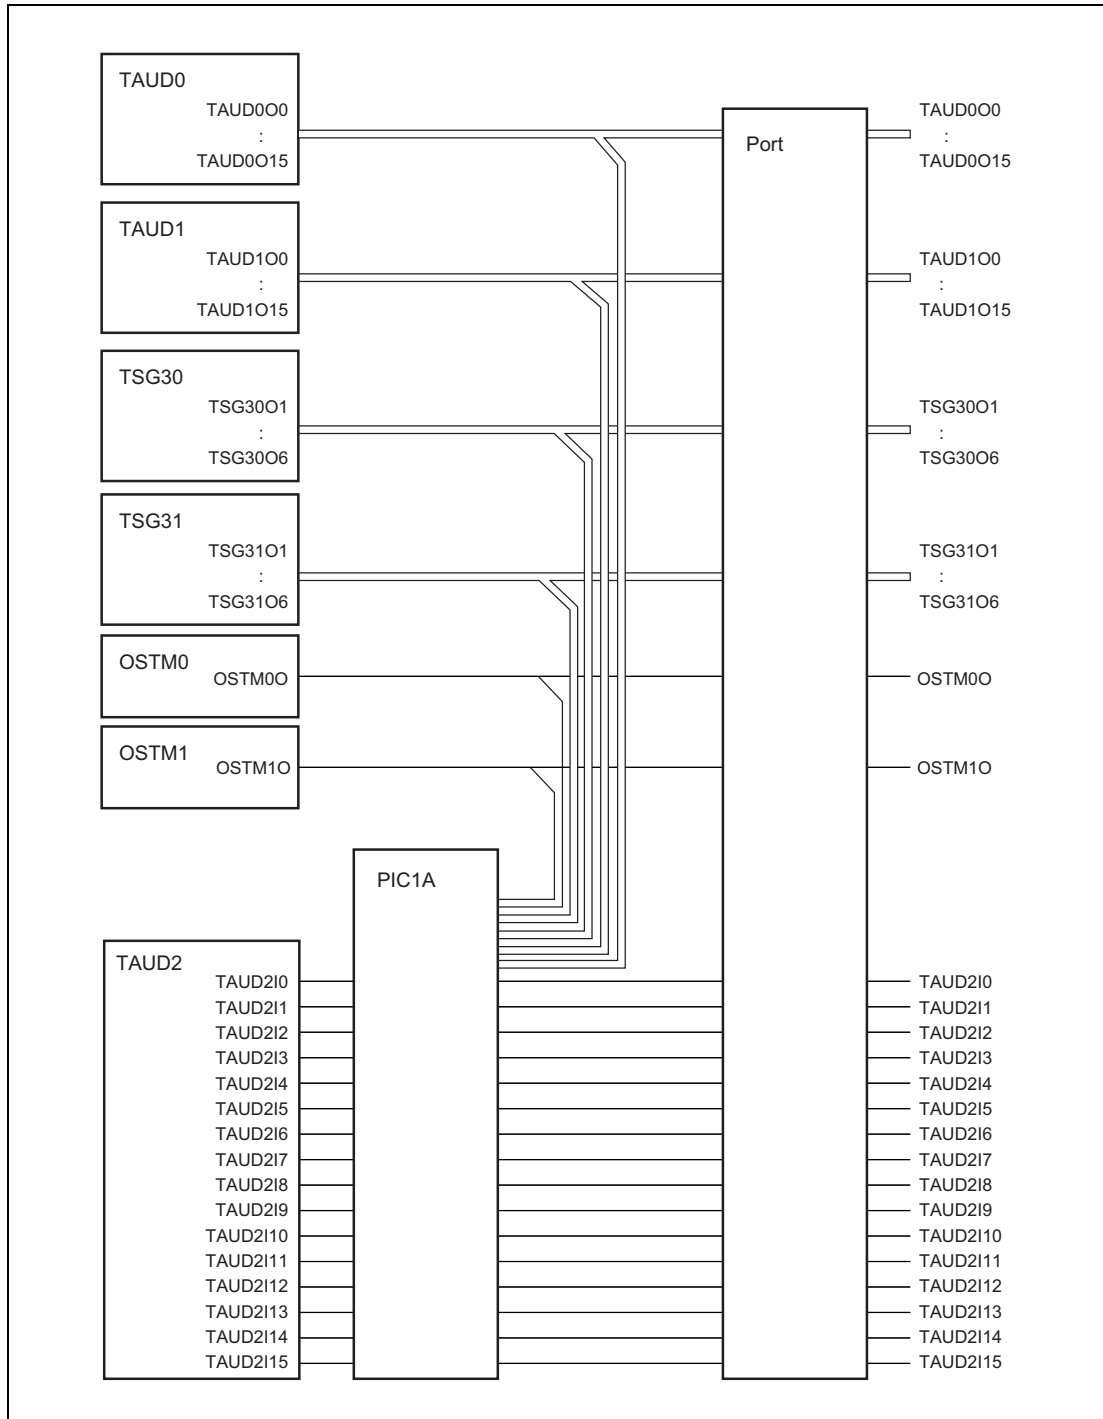 TAUD0
TAUD0O0
:
TAUD0O15
TAUD1
TAUD1O0
:
TAUD1O15
TSG30
TSG30O1
:
TSG30O6
TSG31
TSG31O1
:
TSG31O6
OSTM0
OSTM0O
OSTM1
OSTM1O
PIC1A
TAUD2
TAUD2I0
TAUD2I1
TAUD2I2
TAUD2I3
TAUD2I4
TAUD2I5
TAUD2I6
TAUD2I7
TAUD2I8
TAUD2I9
TAUD2I10
TAUD2I11
TAUD2I12
TAUD2I13
TAUD2I14
TAUD2I15
Port
TAUD0O0
:
TAUD0O15
TAUD1O0
:
TAUD1O15
TSG30O1
:
TSG30O6
TSG31O1
:
TSG31O6
OSTM0O
OSTM1O
TAUD2I0
TAUD2I1
TAUD2I2
TAUD2I3
TAUD2I4
TAUD2I5
TAUD2I6
TAUD2I7
TAUD2I8
TAUD2I9
TAUD2I10
TAUD2I11
TAUD2I12
TAUD2I13
TAUD2I14
TAUD2I15